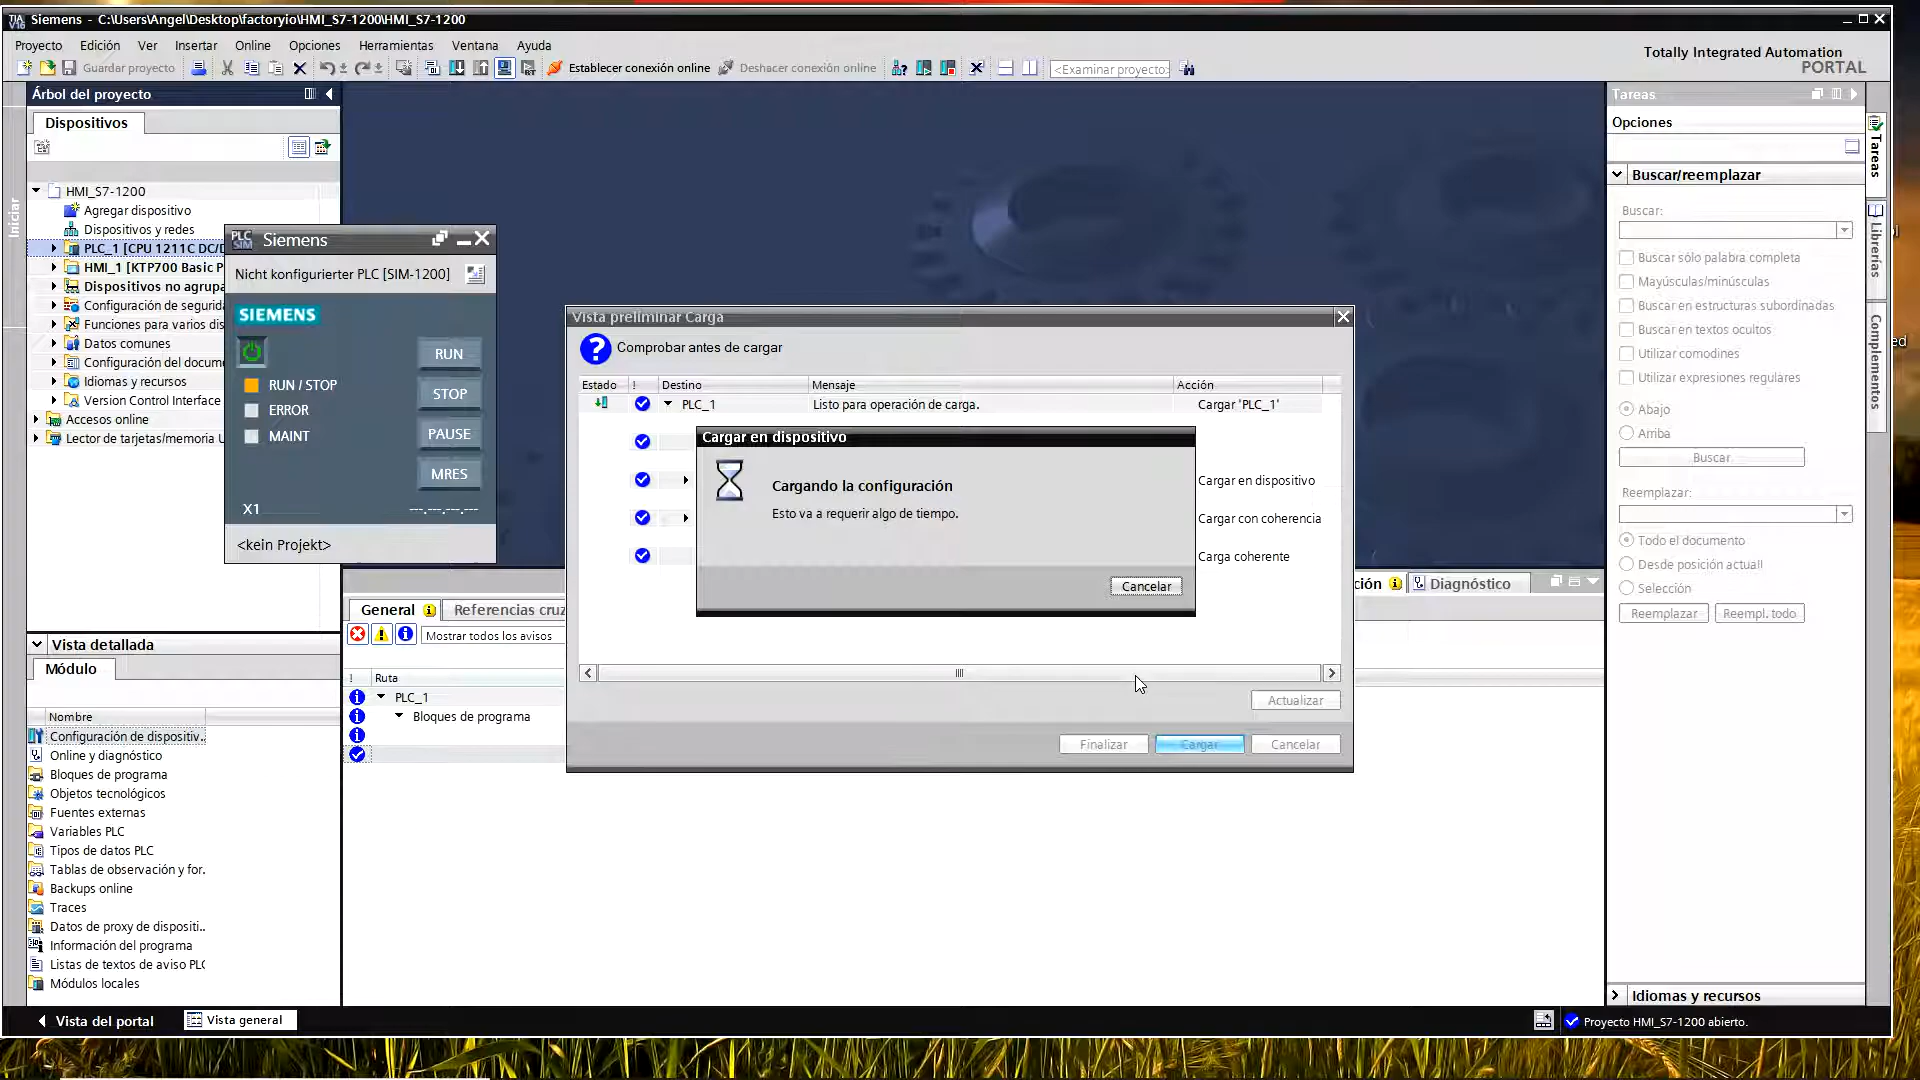 Siemens - C:\Users\Angel\Desktop\factoryio\HMI_S7-1200\HMI_S7-1200
Proyecto Edición Ver Insertar Online Opciones Herramientas Ventana Ayuda
Totally Integrated Automation
PORTAL
Guardar proyecto Establecer conexión online Deshacer conexión online <Examinar proyecto>
Árbol del proyecto
Dispositivos
Iniciar
HMI_S7-1200
Agregar dispositivo
Dispositivos y redes
PLC_1 [CPU 1211C DC/D
HMI_1 [KTP700 Basic P
Dispositivos no agrupa
Configuración de segurid
Funciones para varios dis
Datos comunes
Configuración del docum
Idiomas y recursos
Version Control Interface
Accesos online
Lector de tarjetas/memoria U
PLC SIM
Siemens
Nicht konfigurierter PLC [SIM-1200]
SIEMENS
RUN
RUN / STOP
STOP
ERROR
PAUSE
MAINT
MRES
X1
---.---.---.---
<kein Projekt>
Vista preliminar Carga
Comprobar antes de cargar
Estado ! Destino Mensaje Acción
PLC_1 Listo para operación de carga. Cargar 'PLC_1'
Cargar en dispositivo
Cargando la configuración
Esto va a requerir algo de tiempo.
Cancelar
Cargar en dispositivo
Cargar con coherencia
Carga coherente
Actualizar
Finalizar Cargar Cancelar
ción Diagnóstico
General Referencias cruz
Mostrar todos los avisos
! Ruta
PLC_1
Bloques de programa
Vista detallada
Módulo
Nombre
Configuración de dispositiv..
Online y diagnóstico
Bloques de programa
Objetos tecnológicos
Fuentes externas
Variables PLC
Tipos de datos PLC
Tablas de observación y for..
Backups online
Traces
Datos de proxy de dispositi..
Información del programa
Listas de textos de aviso PLC
Módulos locales
Tareas
Opciones
Buscar/reemplazar
Buscar:
Buscar sólo palabra completa
Mayúsculas/minúsculas
Buscar en estructuras subordinadas
Buscar en textos ocultos
Utilizar comodines
Utilizar expresiones regulares
Abajo
Arriba
Buscar
Reemplazar:
Todo el documento
Desde posición actuall
Selección
Reemplazar Reempl. todo
Idiomas y recursos
Tareas
Librerías
Complementos
ed
Vista del portal Vista general
Proyecto HMI_S7-1200 abierto.